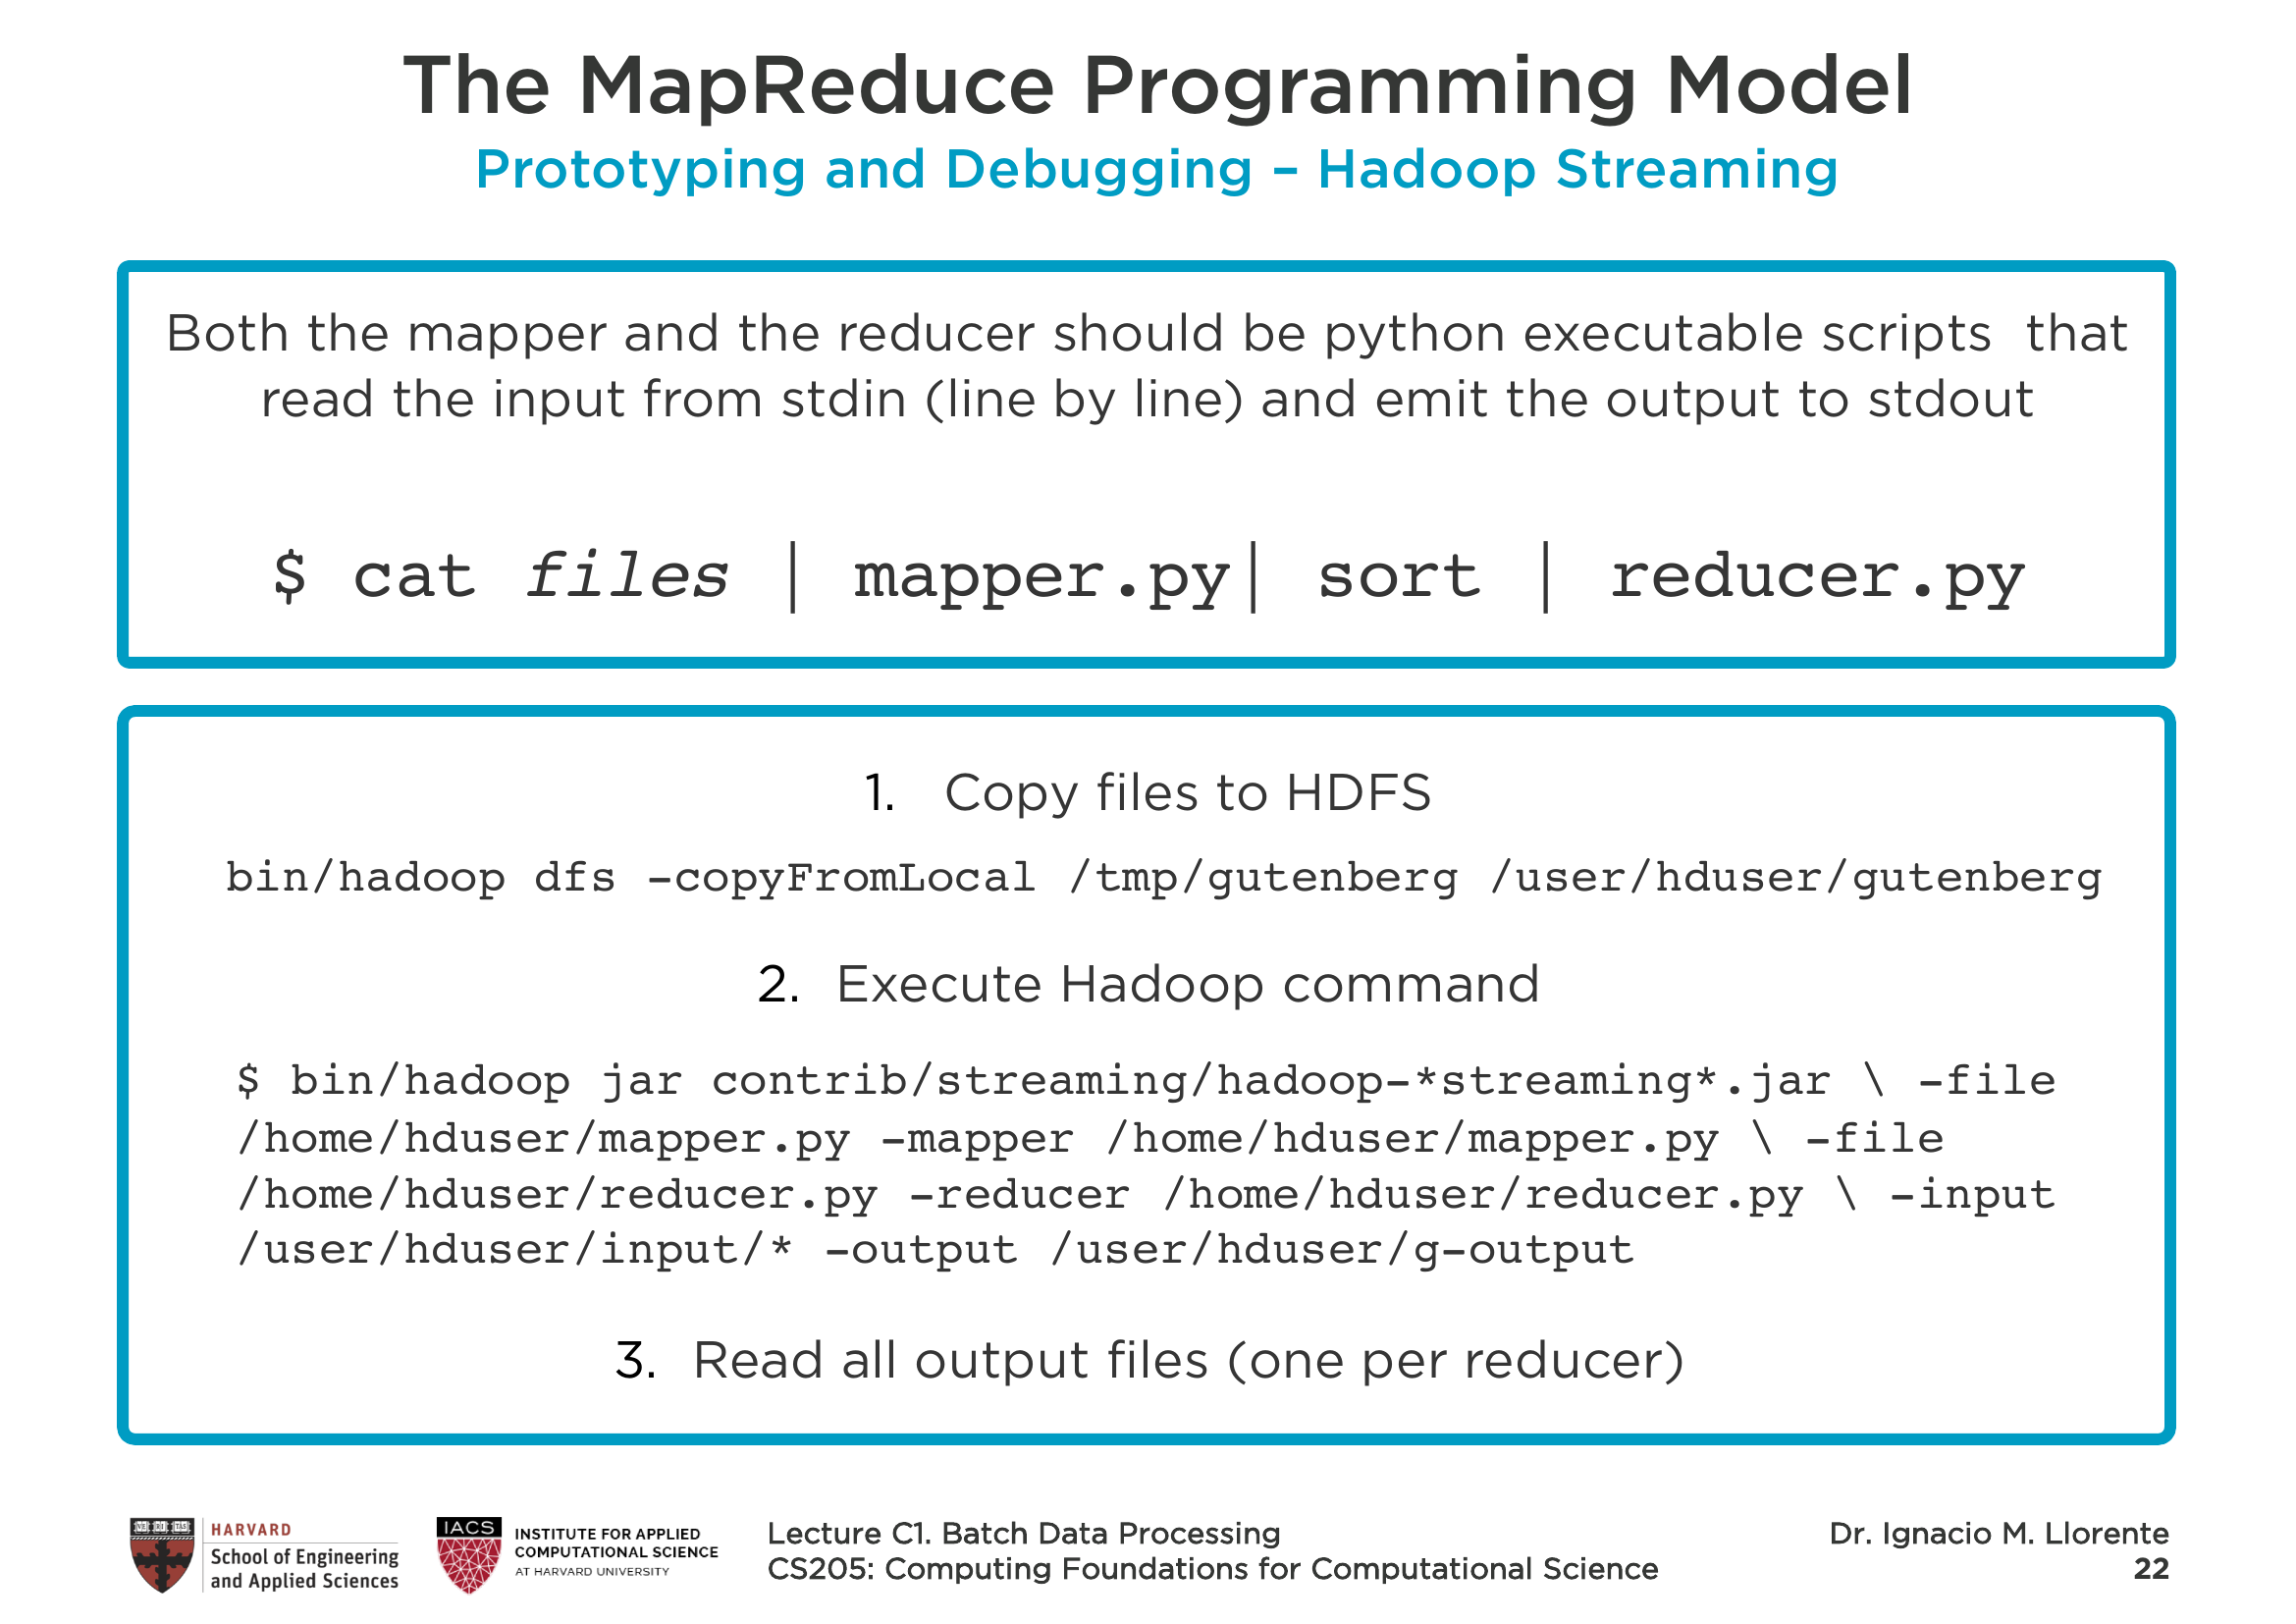 The MapReduce Programming Model
Prototyping and Debugging – Hadoop Streaming
Both the mapper and the reducer should be python executable scripts  that
read the input from stdin (line by line) and emit the output to stdout
$ cat files | mapper.py| sort | reducer.py
1. Copy files to HDFS
bin/hadoop dfs -copyFromLocal /tmp/gutenberg /user/hduser/gutenberg
2. Execute Hadoop command
$ bin/hadoop jar contrib/streaming/hadoop-*streaming*.jar \ -file
/home/hduser/mapper.py -mapper /home/hduser/mapper.py \ -file
/home/hduser/reducer.py -reducer /home/hduser/reducer.py \ -input
/user/hduser/input/* -output /user/hduser/g-output
3. Read all output files (one per reducer)
VE RI TAS
HARVARD
School of Engineering
and Applied Sciences
IACS
INSTITUTE FOR APPLIED
COMPUTATIONAL SCIENCE
AT HARVARD UNIVERSITY
Lecture C1. Batch Data Processing
CS205: Computing Foundations for Computational Science
Dr. Ignacio M. Llorente
22